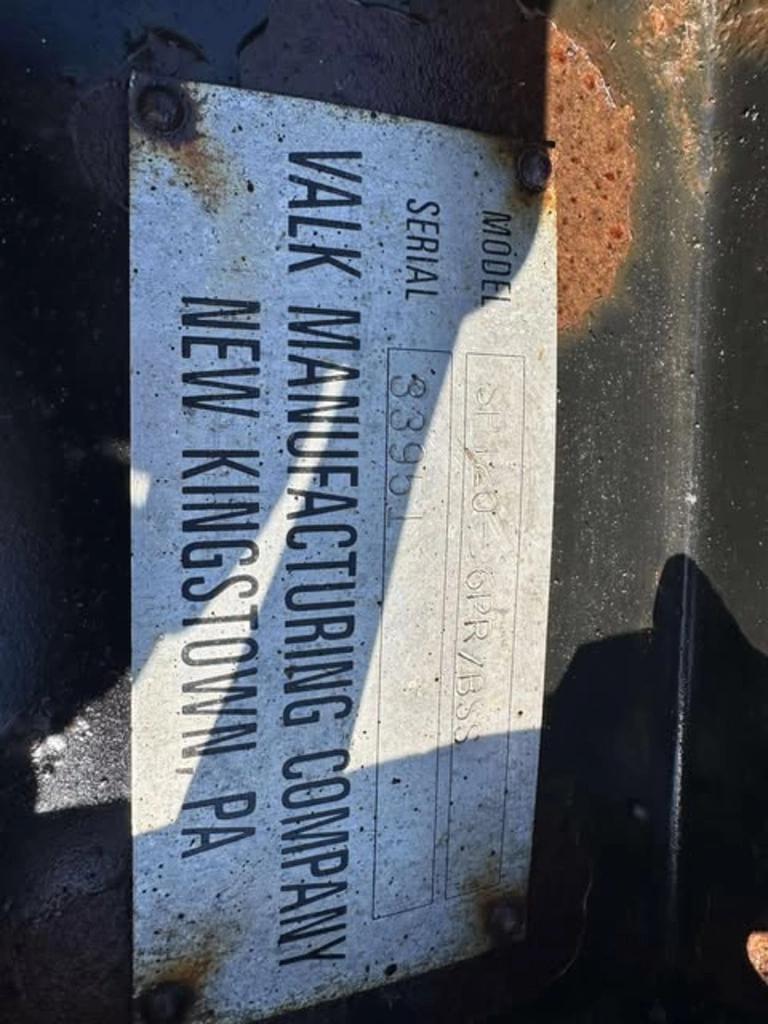 MODEL
SERIAL 33951
VALK MANUFACTURING COMPANY
NEW KINGSTOWN, PA